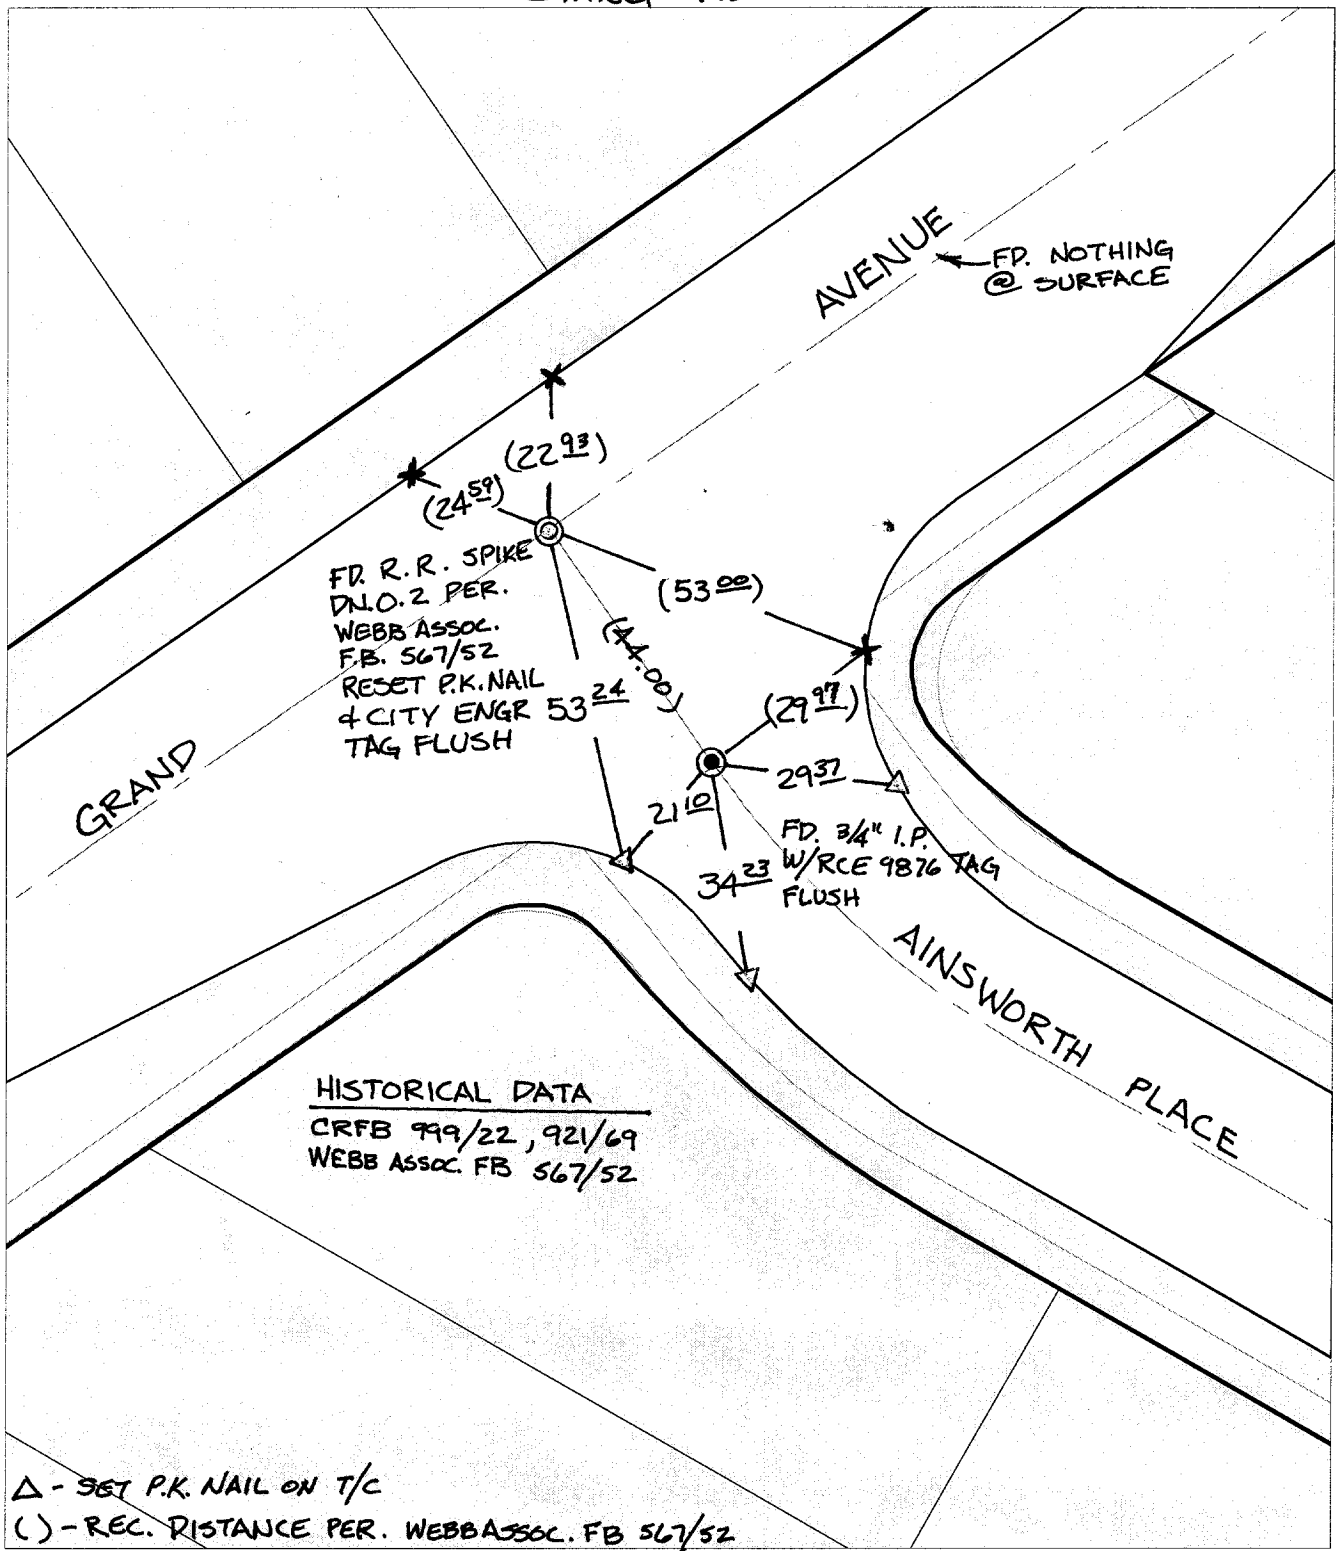 AVENUE
FD. NOTHING
@ SURFACE
(22 93)
(24 59)
FD. R.R. SPIKE
DN. 0.2 PER.
WEBB ASSOC.
F.B. 567/52
RESET P.K. NAIL
& CITY ENGR
TAG FLUSH
(53 00)
(44.00)
53 24
(29 97)
29 37
21 10
34 23
FD. 3/4" I.P.
W/RCE 9876 TAG
FLUSH
GRAND
AINSWORTH PLACE
HISTORICAL DATA
CRFB 999/22, 921/69
WEBB ASSOC. FB 567/52
△ - SET P.K. NAIL ON T/C
( ) - REC. DISTANCE PER. WEBB ASSOC. FB 567/52